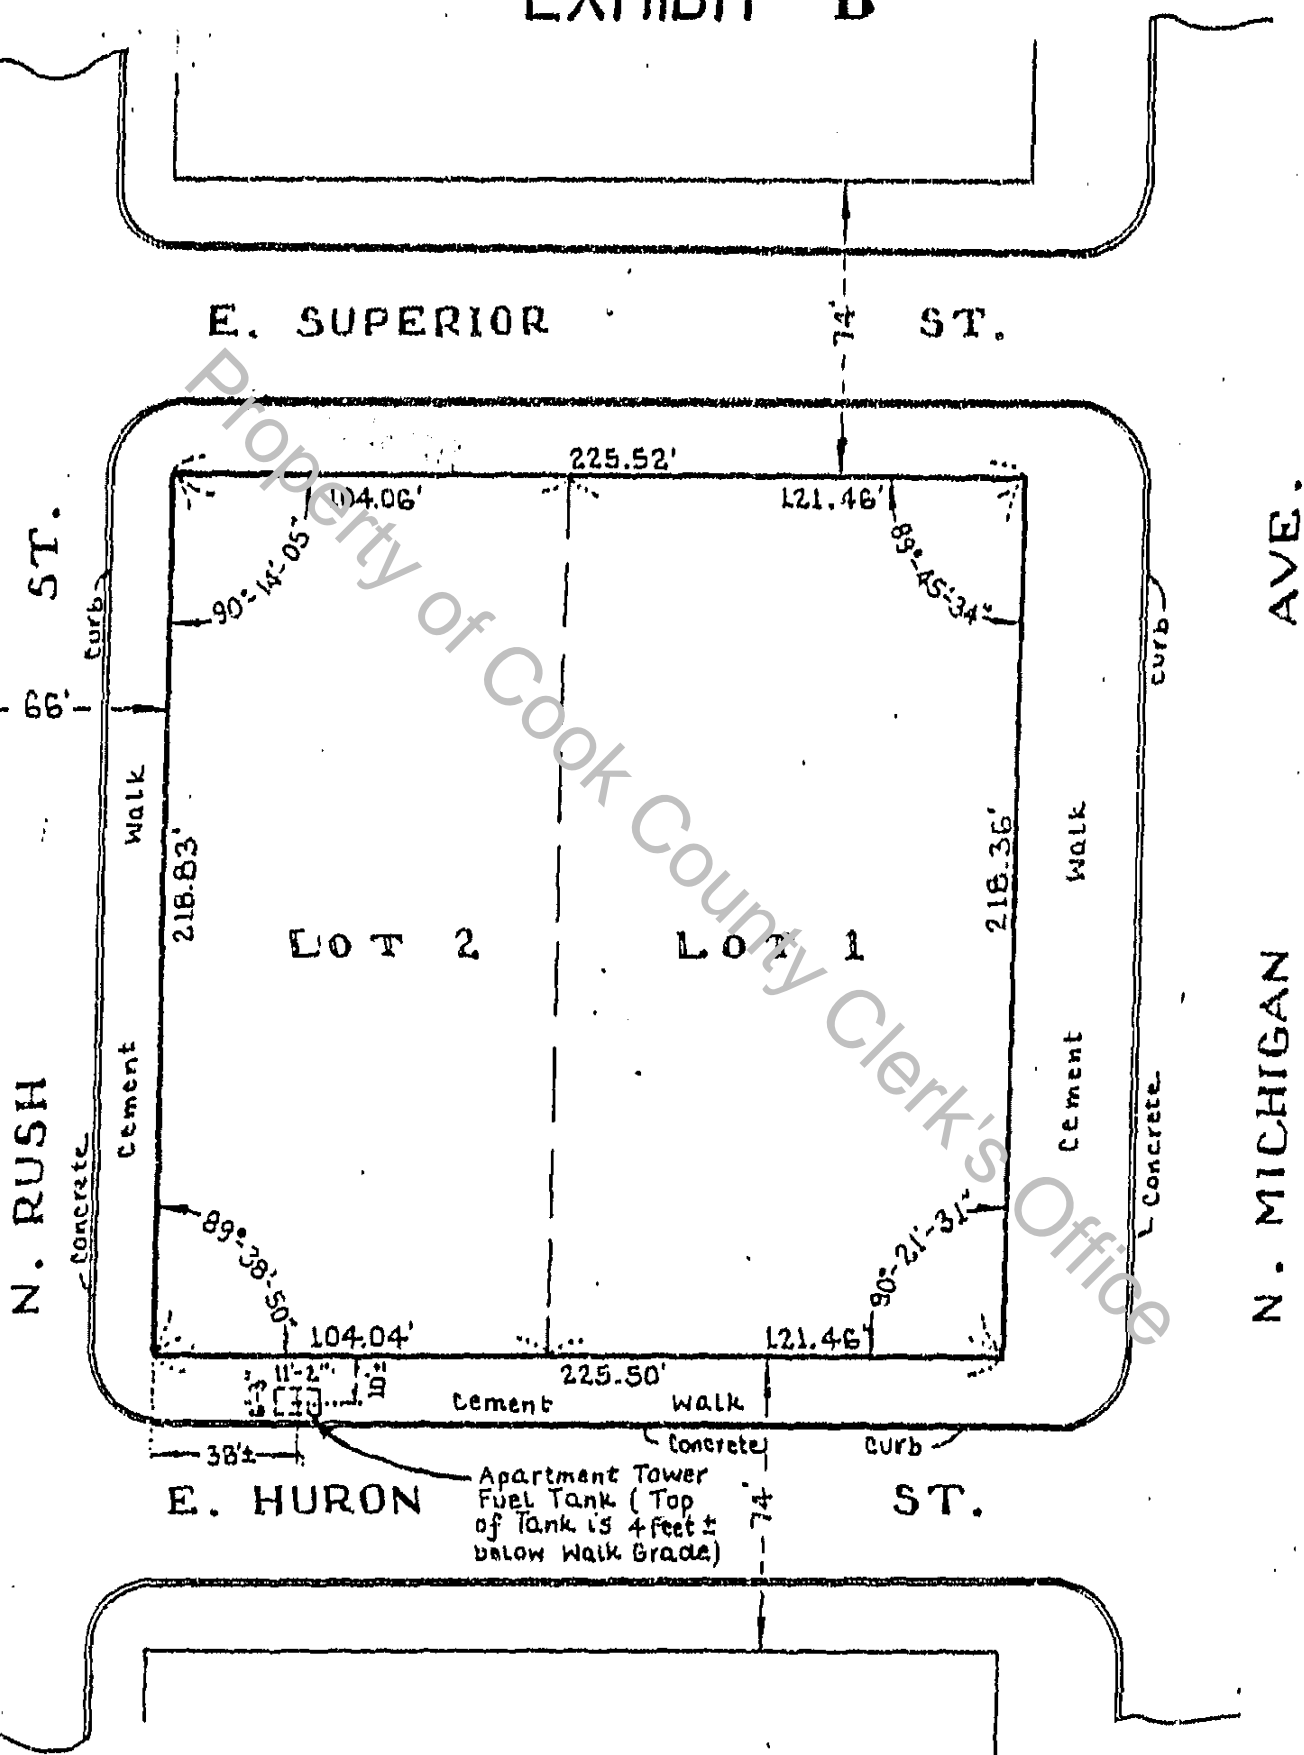 EXHIBIT B
E. SUPERIOR ST.
74'
225.52'
104.06'
121.46'
90°-14'-05"
89°-45'-34"
ST.
AVE.
Curb
Curb
66'
Walk
Walk
218.83'
218.36'
LOT 2
LOT 1
Cement
Cement
N. RUSH
N. MICHIGAN
Concrete
Concrete
89°-38'-50"
90°-21'-31"
104.04'
121.46'
11'-2"
10'±
225.50'
Cement Walk
38'±
Concrete
Curb
E. HURON ST.
Apartment Tower
Fuel Tank (Top
of Tank is 4 feet ±
below Walk Grade)
74'
Property of Cook County Clerk's Office